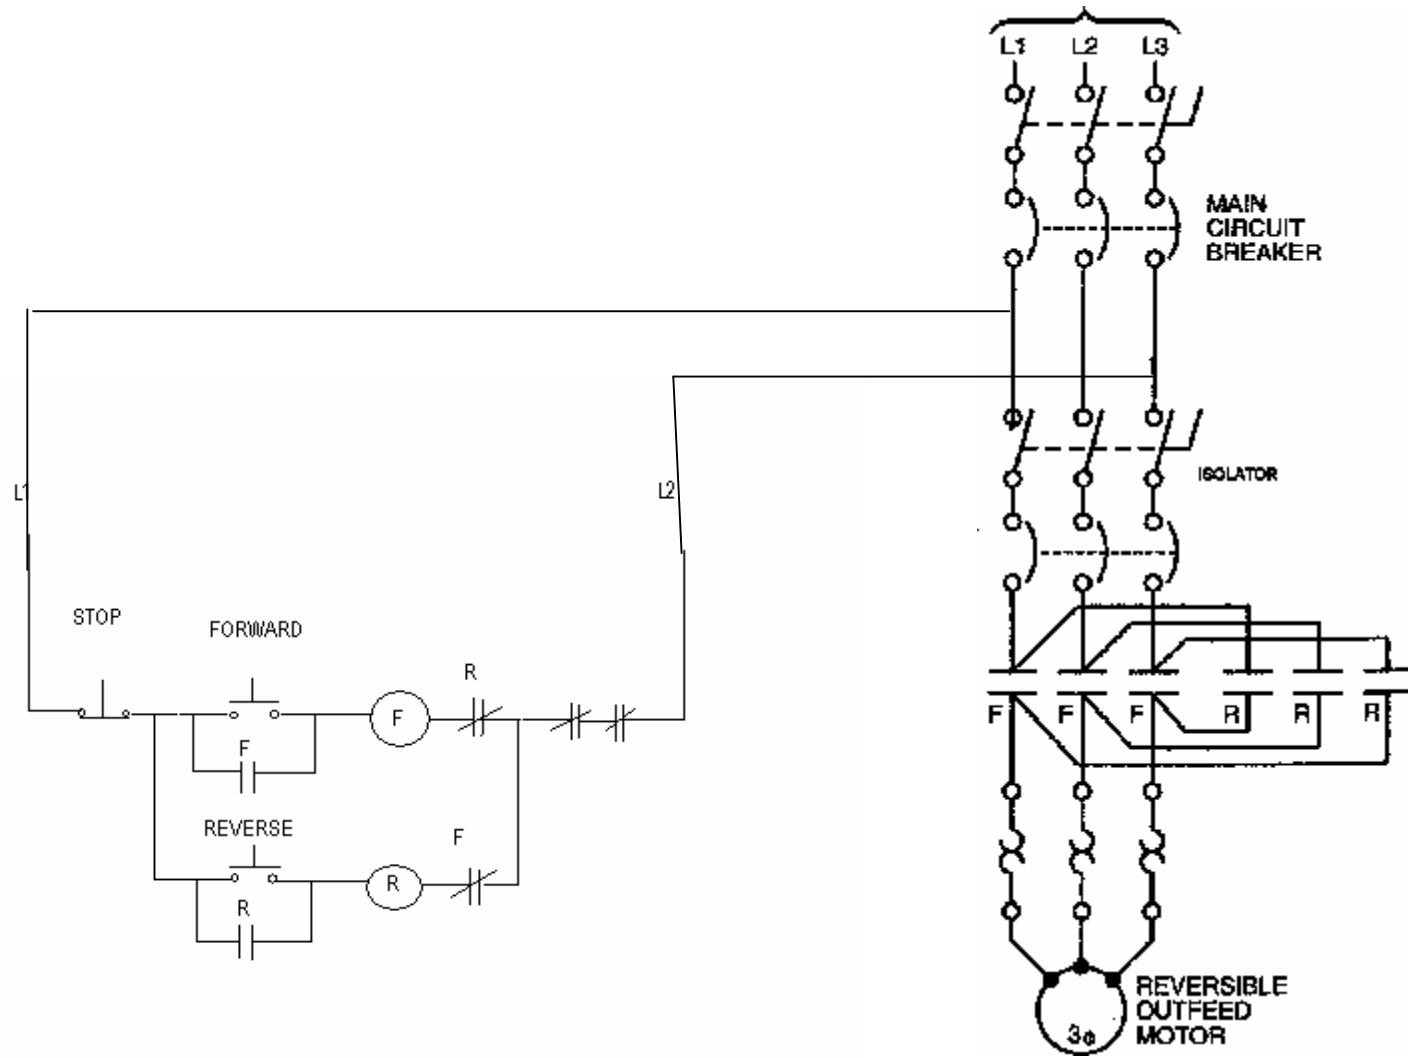 L1 L2 L3
MAIN
CIRCUIT
BREAKER
L1
L2
ISOLATOR
STOP
FORWARD
R
F
F
REVERSE
F
R
R
F F F R R R
REVERSIBLE
OUTFEED
MOTOR
3ϕ